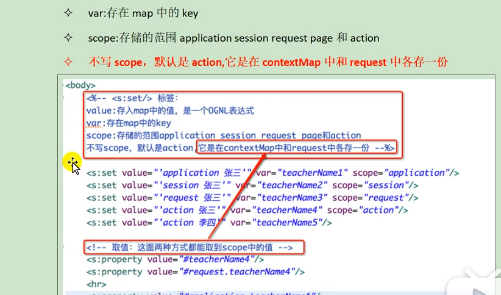 ✧ var:存在 map 中的 key
✧ scope:存储的范围 application session request page 和 action
✧ 不写 scope，默认是 action,它是在 contextMap 中和 request 中各存一份
<body>
<%-- <s:set/> 标签：
value:存入map中的值，是一个OGNL表达式
var:存在map中的key
scope:存储的范围application session request page和action
不写scope，默认是action,它是在contextMap中和request中各存一份 --%>
<s:set value="'application 张三'" var="teacherName1" scope="application"/>
<s:set value="'session 张三'" var="teacherName2" scope="session"/>
<s:set value="'request 张三'" var="teacherName3" scope="request"/>
<s:set value="'action 张三'" var="teacherName4" scope="action"/>
<s:set value="'action 李四'" var="teacherName5"/>
<!-- 取值：这面两种方式都能取到scope中的值 -->
<s:property value="#teacherName4"/>
<s:property value="#request.teacherName4"/>
<hr>